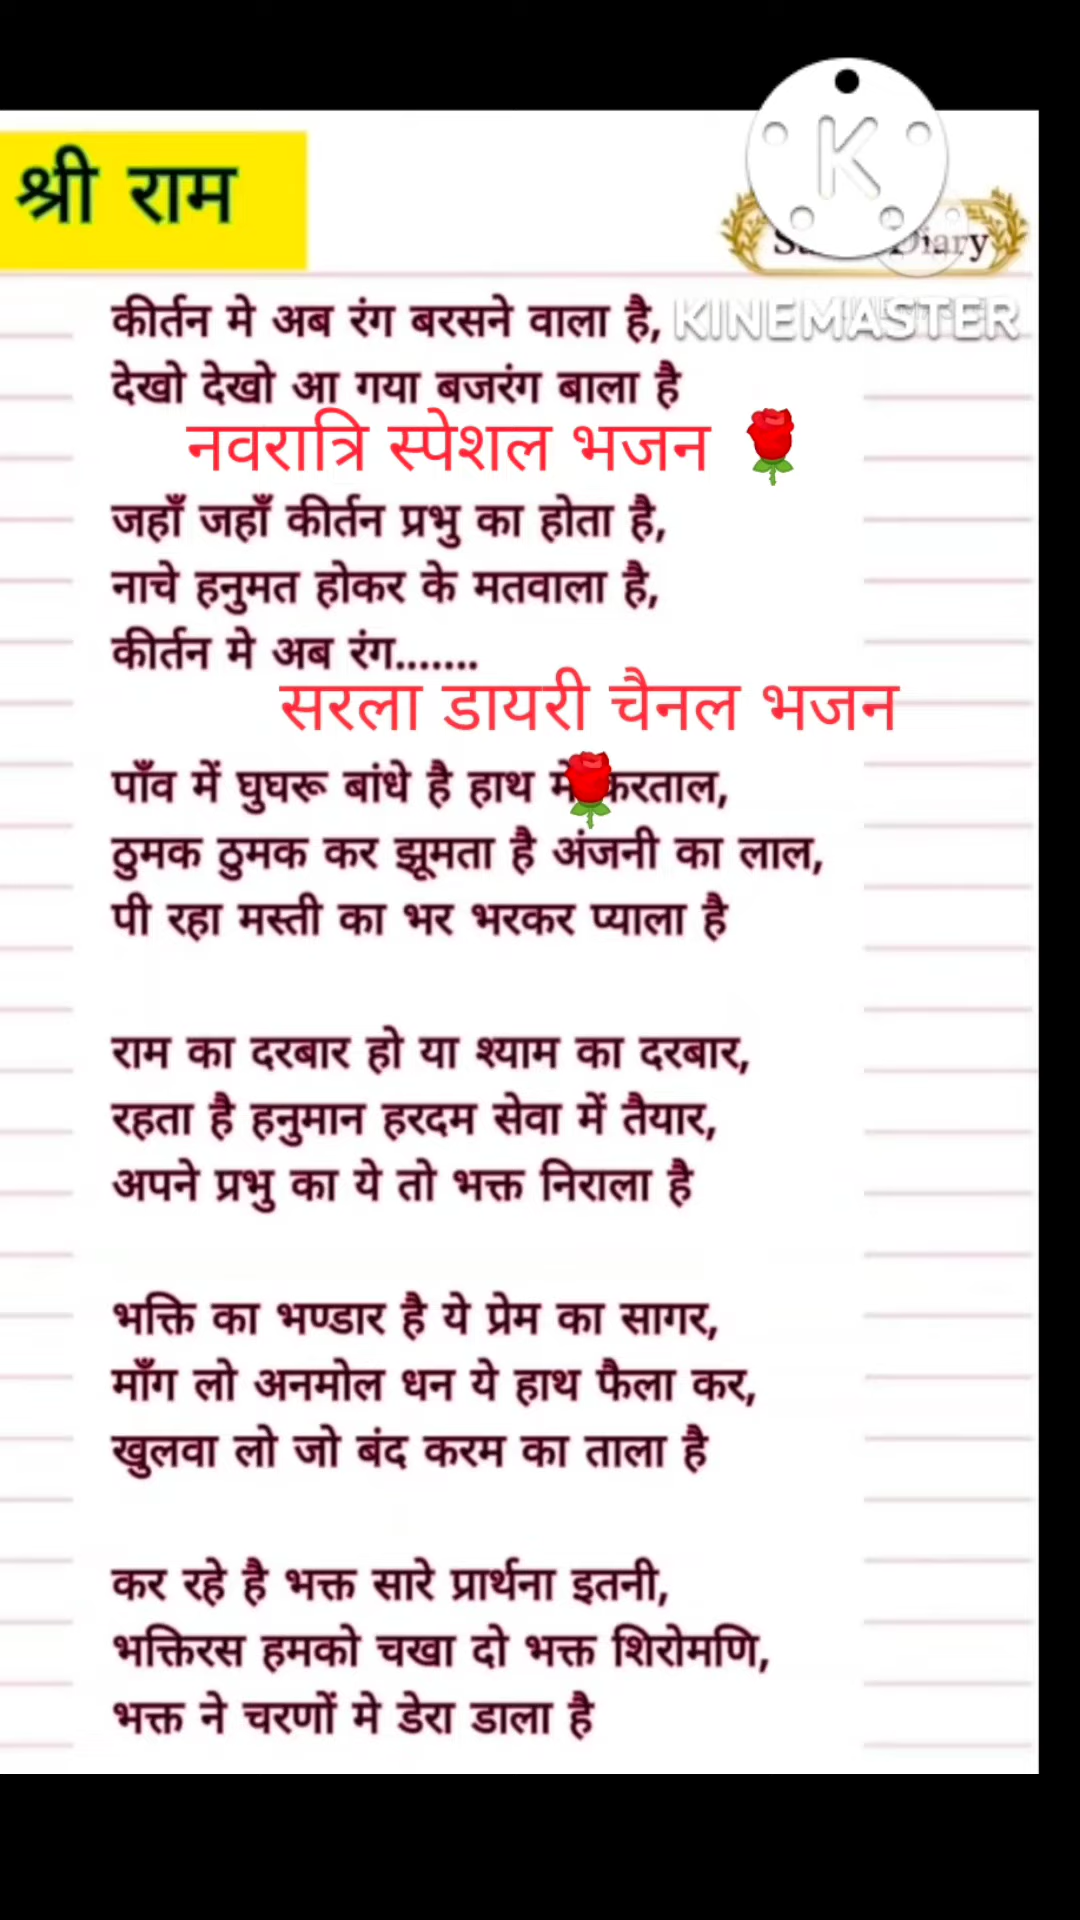 श्री राम
K
Diary
KINEMASTER
कीर्तन मे अब रंग बरसने वाला है,
देखो देखो आ गया बजरंग बाला है
नवरात्रि स्पेशल भजन 🌹
जहाँ जहाँ कीर्तन प्रभु का होता है,
नाचे हनुमत होकर के मतवाला है,
कीर्तन मे अब रंग.......
सरला डायरी चैनल भजन 🌹
पाँव में घुघरू बांधे है हाथ में करताल,
ठुमक ठुमक कर झूमता है अंजनी का लाल,
पी रहा मस्ती का भर भरकर प्याला है
राम का दरबार हो या श्याम का दरबार,
रहता है हनुमान हरदम सेवा में तैयार,
अपने प्रभु का ये तो भक्त निराला है
भक्ति का भण्डार है ये प्रेम का सागर,
माँग लो अनमोल धन ये हाथ फैला कर,
खुलवा लो जो बंद करम का ताला है
कर रहे है भक्त सारे प्रार्थना इतनी,
भक्तिरस हमको चखा दो भक्त शिरोमणि,
भक्त ने चरणों मे डेरा डाला है